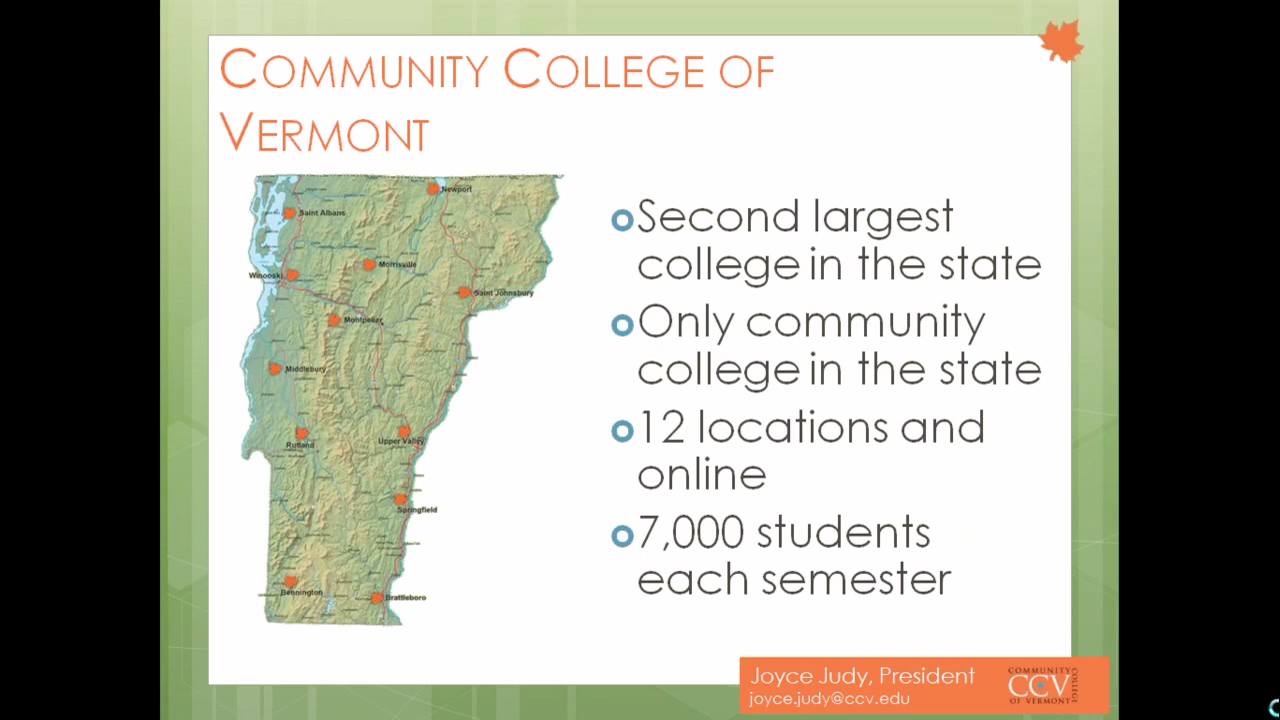 COMMUNITY COLLEGE OF
VERMONT
Newport
Saint Albans
Morrisville
Winooski
Saint Johnsbury
Montpelier
Middlebury
Rutland
Upper Valley
Springfield
Bennington
Brattleboro
Second largest
college in the state
Only community
college in the state
12 locations and
online
7,000 students
each semester
Joyce Judy, President
joyce.judy@ccv.edu
COMMUNITY
CCV
OF VERMONT
COLLEGE